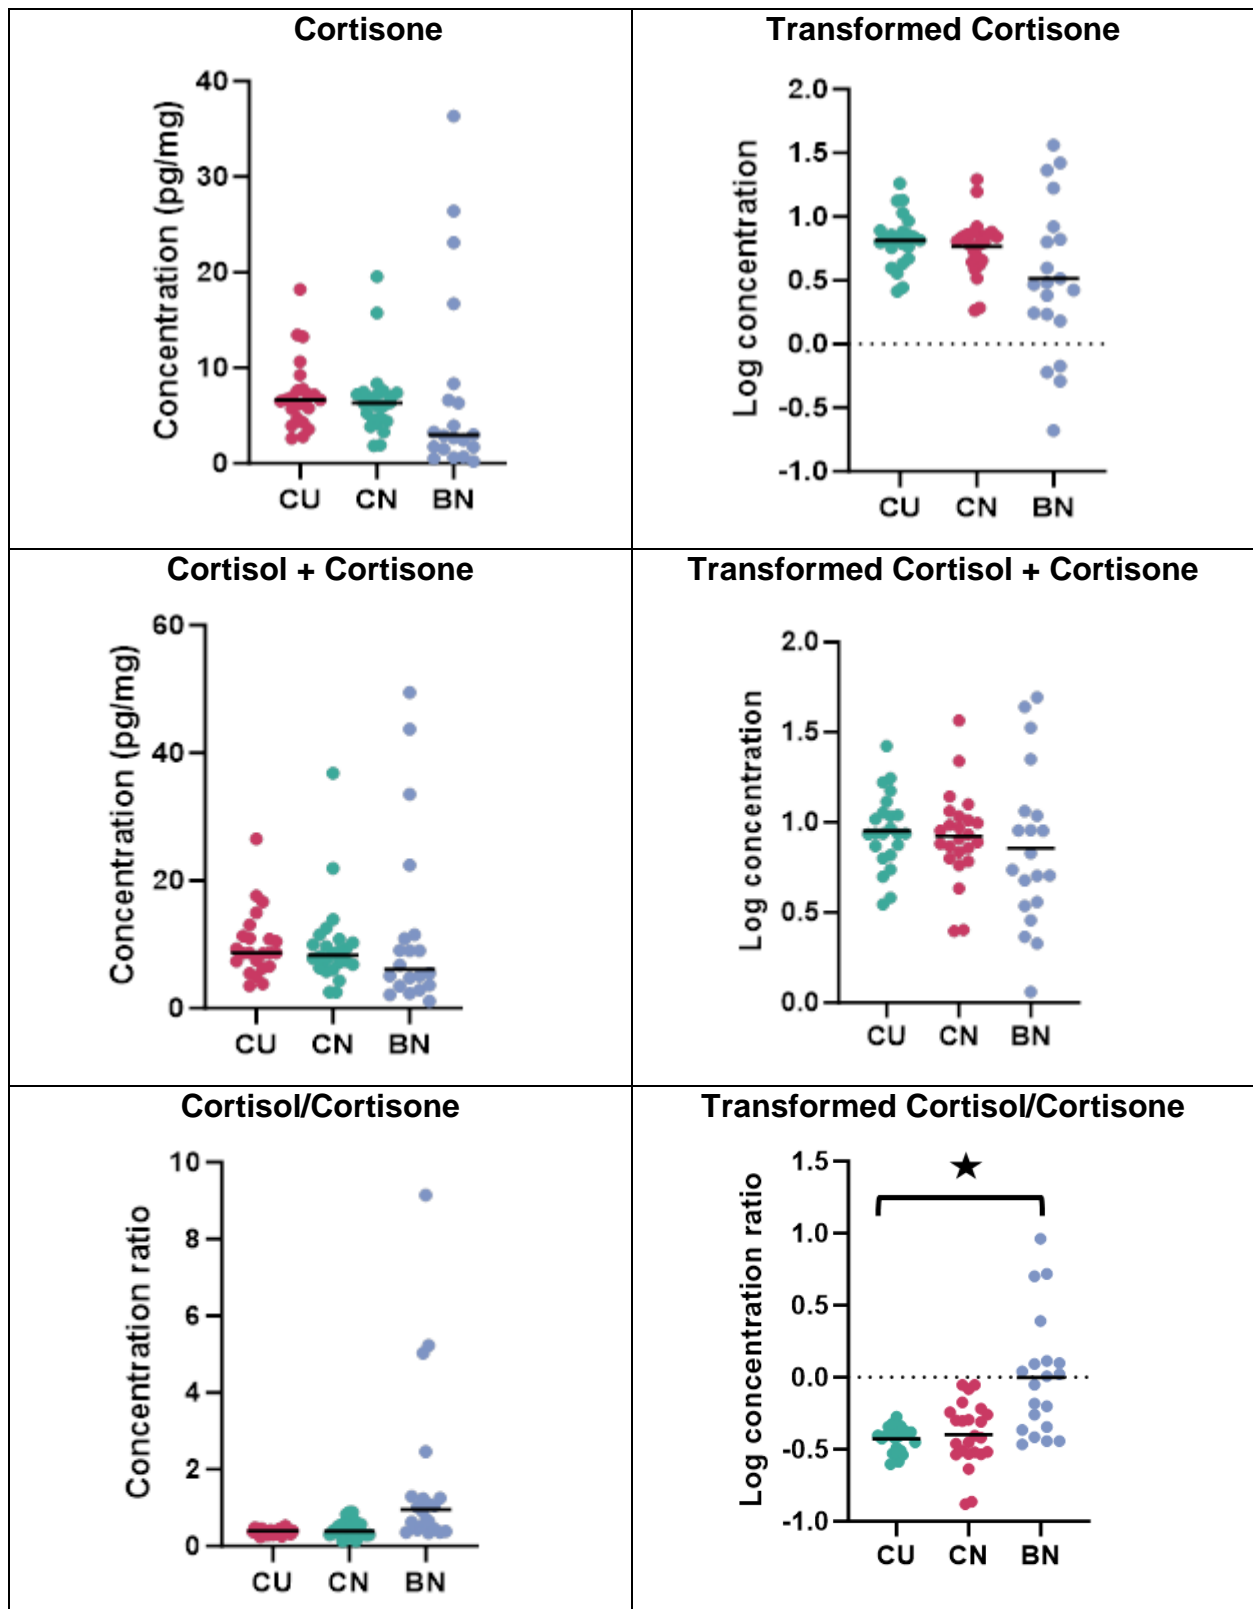 Cortisone
Transformed Cortisone
Concentration (pg/mg)
40
30
20
10
0
CU CN BN
Log concentration
2.0
1.5
1.0
0.5
0.0
-0.5
-1.0
CU CN BN
Cortisol + Cortisone
Transformed Cortisol + Cortisone
Concentration (pg/mg)
60
40
20
0
CU CN BN
Log concentration
2.0
1.5
1.0
0.5
0.0
CU CN BN
Cortisol/Cortisone
Transformed Cortisol/Cortisone
Concentration ratio
10
8
6
4
2
0
CU CN BN
Log concentration ratio
1.5
1.0
0.5
0.0
-0.5
-1.0
CU CN BN